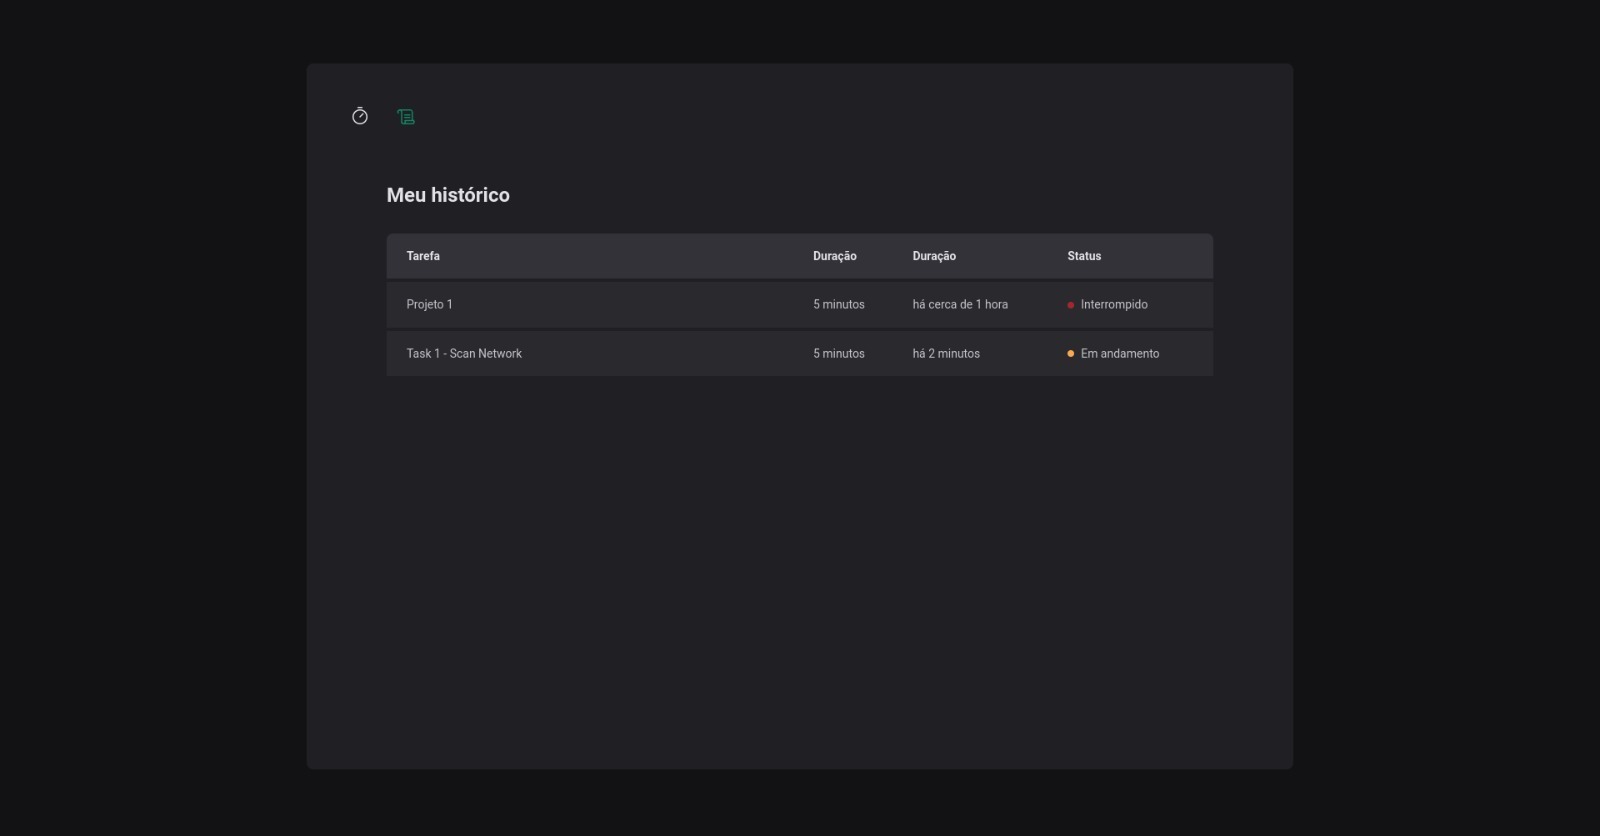 Meu histórico
Tarefa Duração Duração Status
Projeto 1 5 minutos há cerca de 1 hora Interrompido
Task 1 - Scan Network 5 minutos há 2 minutos Em andamento